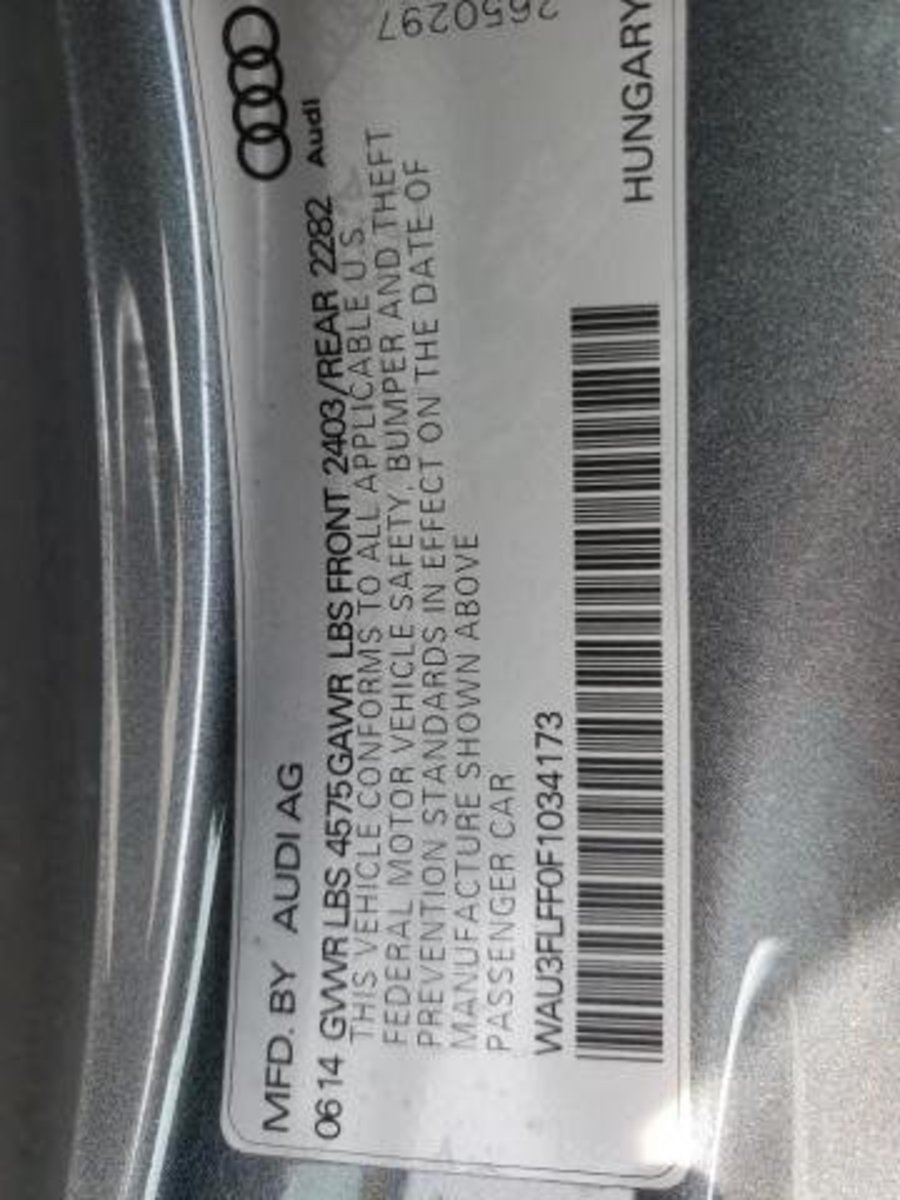 MFD. BY AUDI AG
Audi
06 14 GVWR LBS 4575 GAWR LBS FRONT 2403/REAR 2282
THIS VEHICLE CONFORMS TO ALL APPLICABLE U.S.
FEDERAL MOTOR VEHICLE SAFETY, BUMPER AND THEFT
PREVENTION STANDARDS IN EFFECT ON THE DATE OF
MANUFACTURE SHOWN ABOVE
PASSENGER CAR
WAU3FLFF0F1034173
HUNGARY
2650297